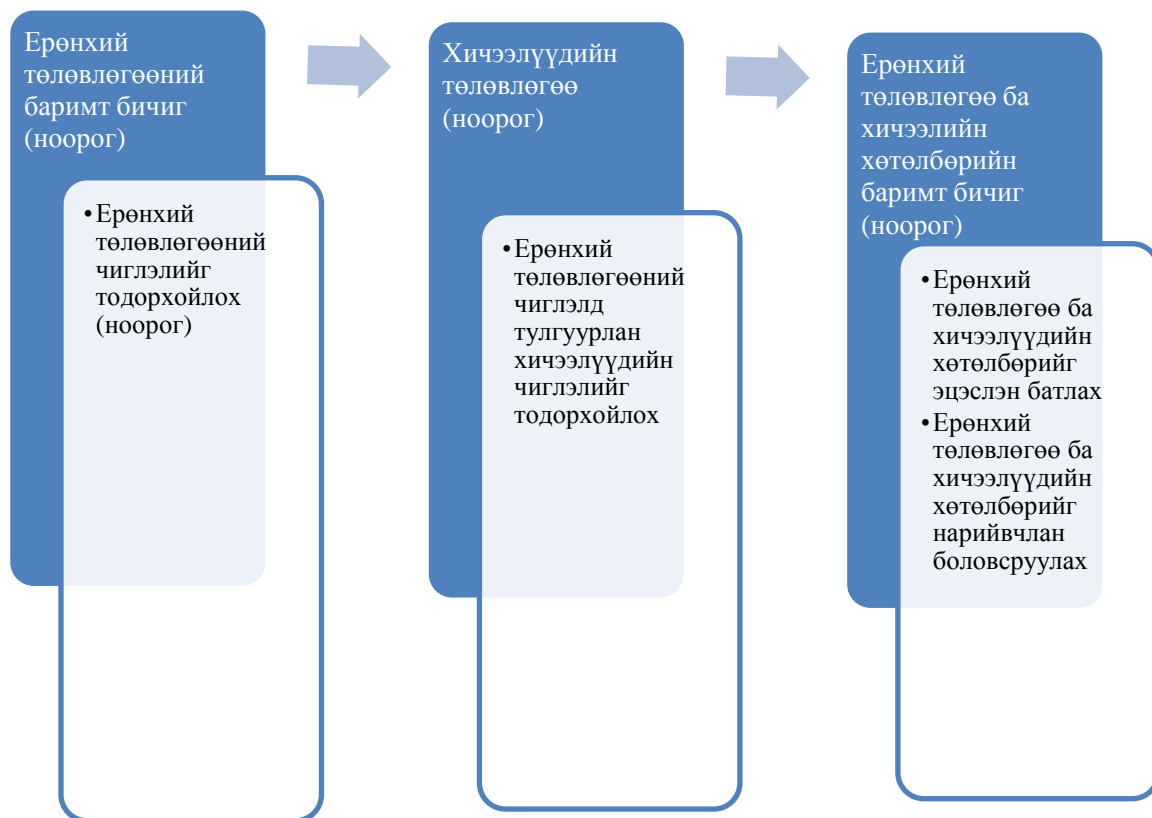 Ерөнхий
төлөвлөгөөний
баримт бичиг
(ноорог)
•Ерөнхий
төлөвлөгөөний
чиглэлийг
тодорхойлох
(ноорог)
Хичээлүүдийн
төлөвлөгөө
(ноорог)
•Ерөнхий
төлөвлөгөөний
чиглэлд
тулгуурлан
хичээлүүдийн
чиглэлийг
тодорхойлох
Ерөнхий
төлөвлөгөө ба
хичээлийн
хөтөлбөрийн
баримт бичиг
(ноорог)
•Ерөнхий
төлөвлөгөө ба
хичээлүүдийн
хөтөлбөрийг
эцэслэн батлах
•Ерөнхий
төлөвлөгөө ба
хичээлүүдийн
хөтөлбөрийг
нарийвчлан
боловсруулах